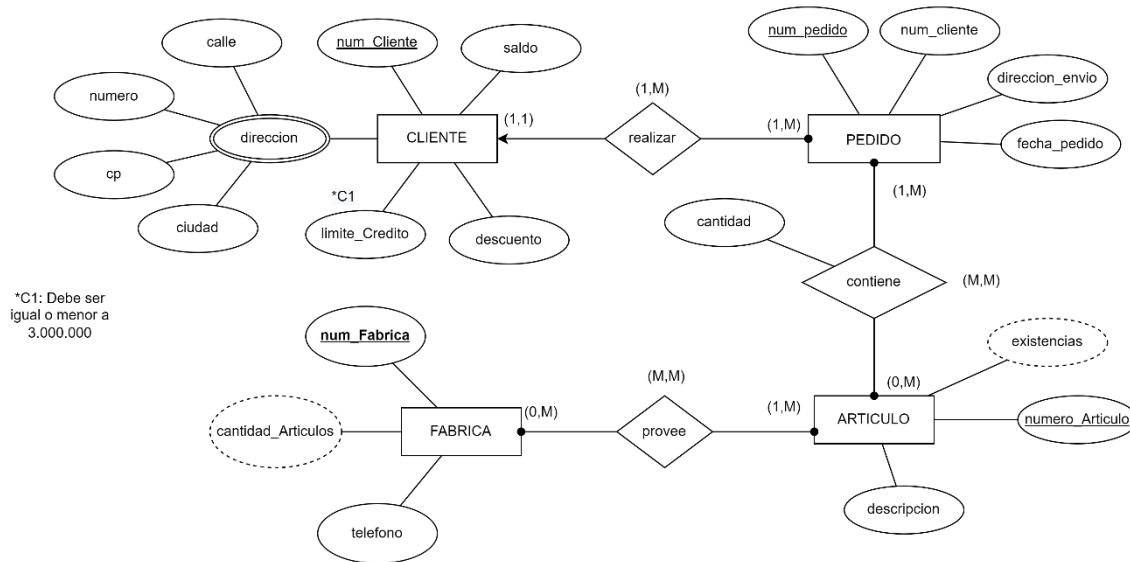 calle
num_Cliente
saldo
numero
direccion
CLIENTE
(1,1)
cp
ciudad
*C1
limite_Credito
descuento
(1,M)
realizar
(1,M)
num_pedido
num_cliente
direccion_envio
PEDIDO
fecha_pedido
(1,M)
cantidad
contiene
(M,M)
*C1: Debe ser
igual o menor a
3.000.000
num_Fabrica
cantidad_Articulos
FABRICA
(0,M)
telefono
(M,M)
provee
(1,M)
(0,M)
existencias
ARTICULO
numero_Articulo
descripcion